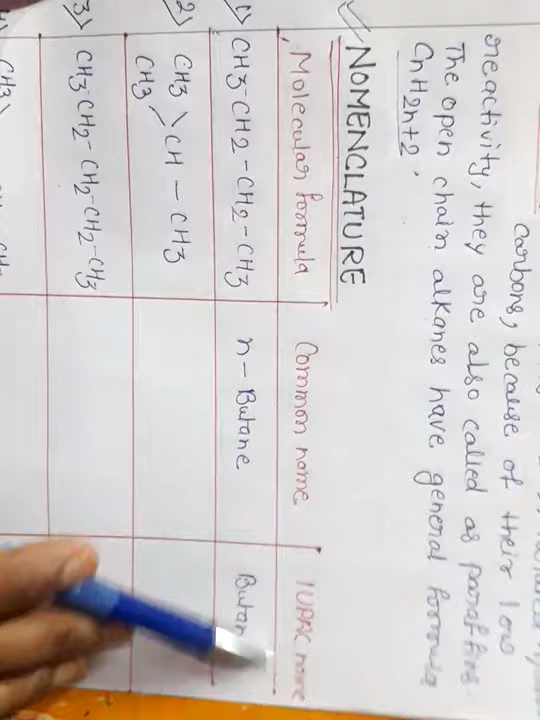 carbons, because of their low
reactivity, they are also called as paraffins.
The open chain alkanes have general formula
CnH2n+2.
NOMENCLATURE
Molecular formula Common name IUPAC name
1) CH3-CH2-CH2-CH3 n-Butane Butan
2) CH3
CH3 CH-CH3
3) CH3CH2-CH2-CH2-CH3
CH3